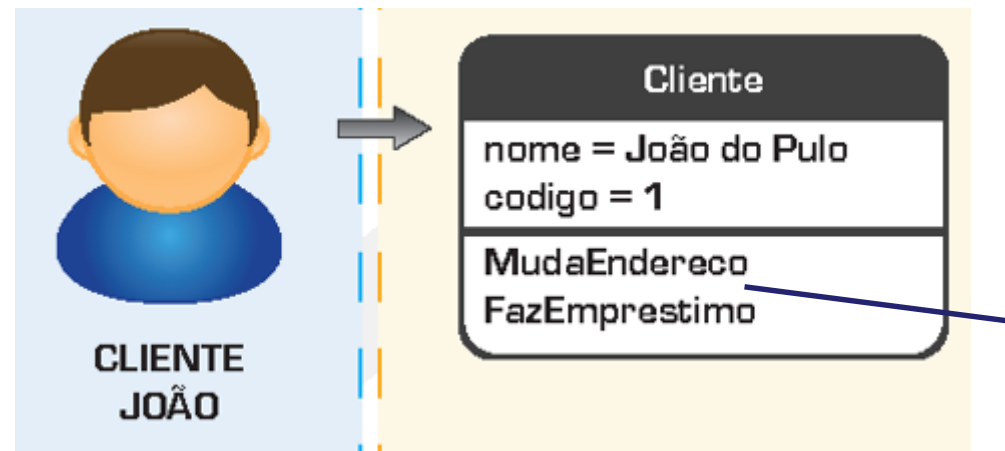 CLIENTE
JOÃO
Cliente
nome = João do Pulo
codigo = 1
MudaEndereco
FazEmprestimo